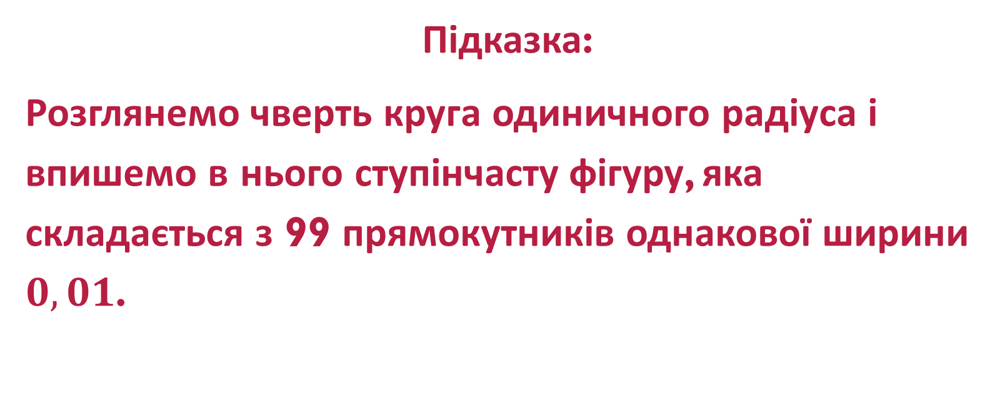 Підказка:
Розглянемо чверть круга одиничного радіуса і
впишемо в нього ступінчасту фігуру, яка
складається з 99 прямокутників однакової ширини
0, 01.